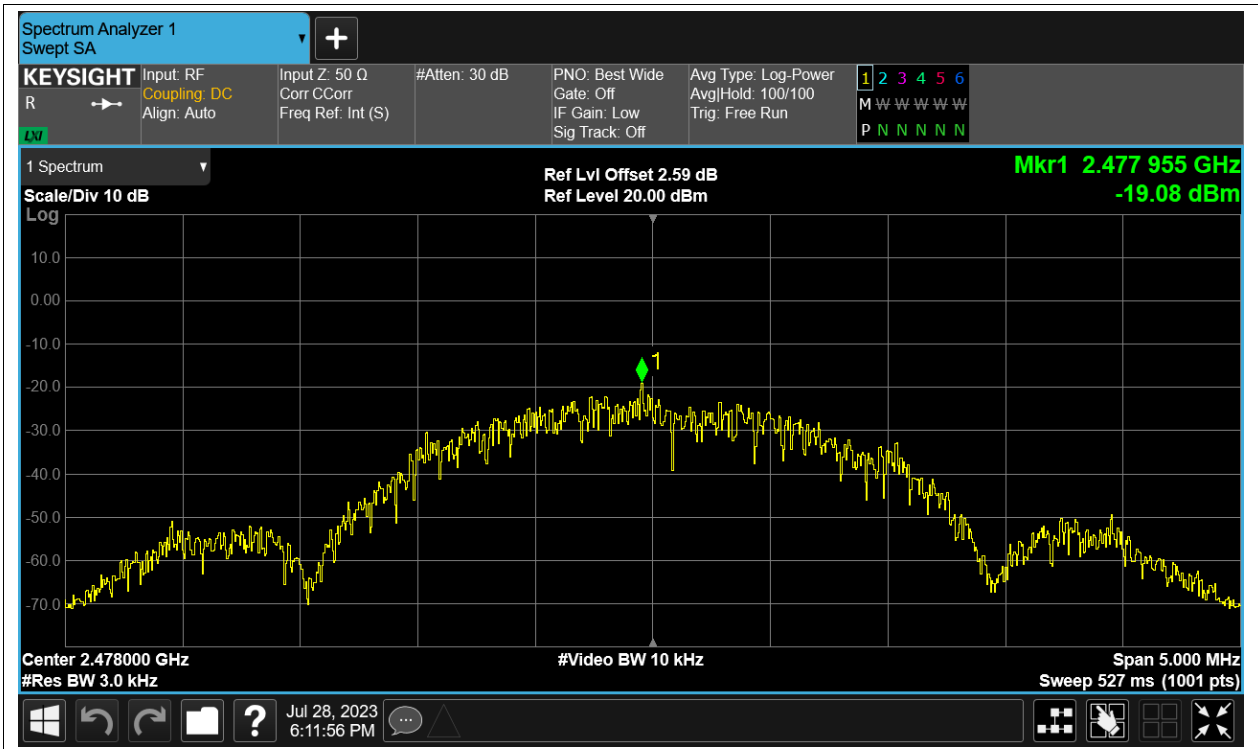 Spectrum Analyzer 1
Swept SA
+
KEYSIGHT
R
LXI
Input: RF
Coupling: DC
Align: Auto
Input Z: 50 Ω
Corr CCorr
Freq Ref: Int (S)
#Atten: 30 dB
PNO: Best Wide
Gate: Off
IF Gain: Low
Sig Track: Off
Avg Type: Log-Power
Avg|Hold: 100/100
Trig: Free Run
1 2 3 4 5 6
M W W W W W W
P N N N N N N
1 Spectrum
Scale/Div 10 dB
Log
Ref Lvl Offset 2.59 dB
Ref Level 20.00 dBm
Mkr1 2.477 955 GHz
-19.08 dBm
10.0
0.00
-10.0
1
-20.0
-30.0
-40.0
-50.0
-60.0
-70.0
Center 2.478000 GHz
#Res BW 3.0 kHz
#Video BW 10 kHz
Span 5.000 MHz
Sweep 527 ms (1001 pts)
?
Jul 28, 2023
6:11:56 PM